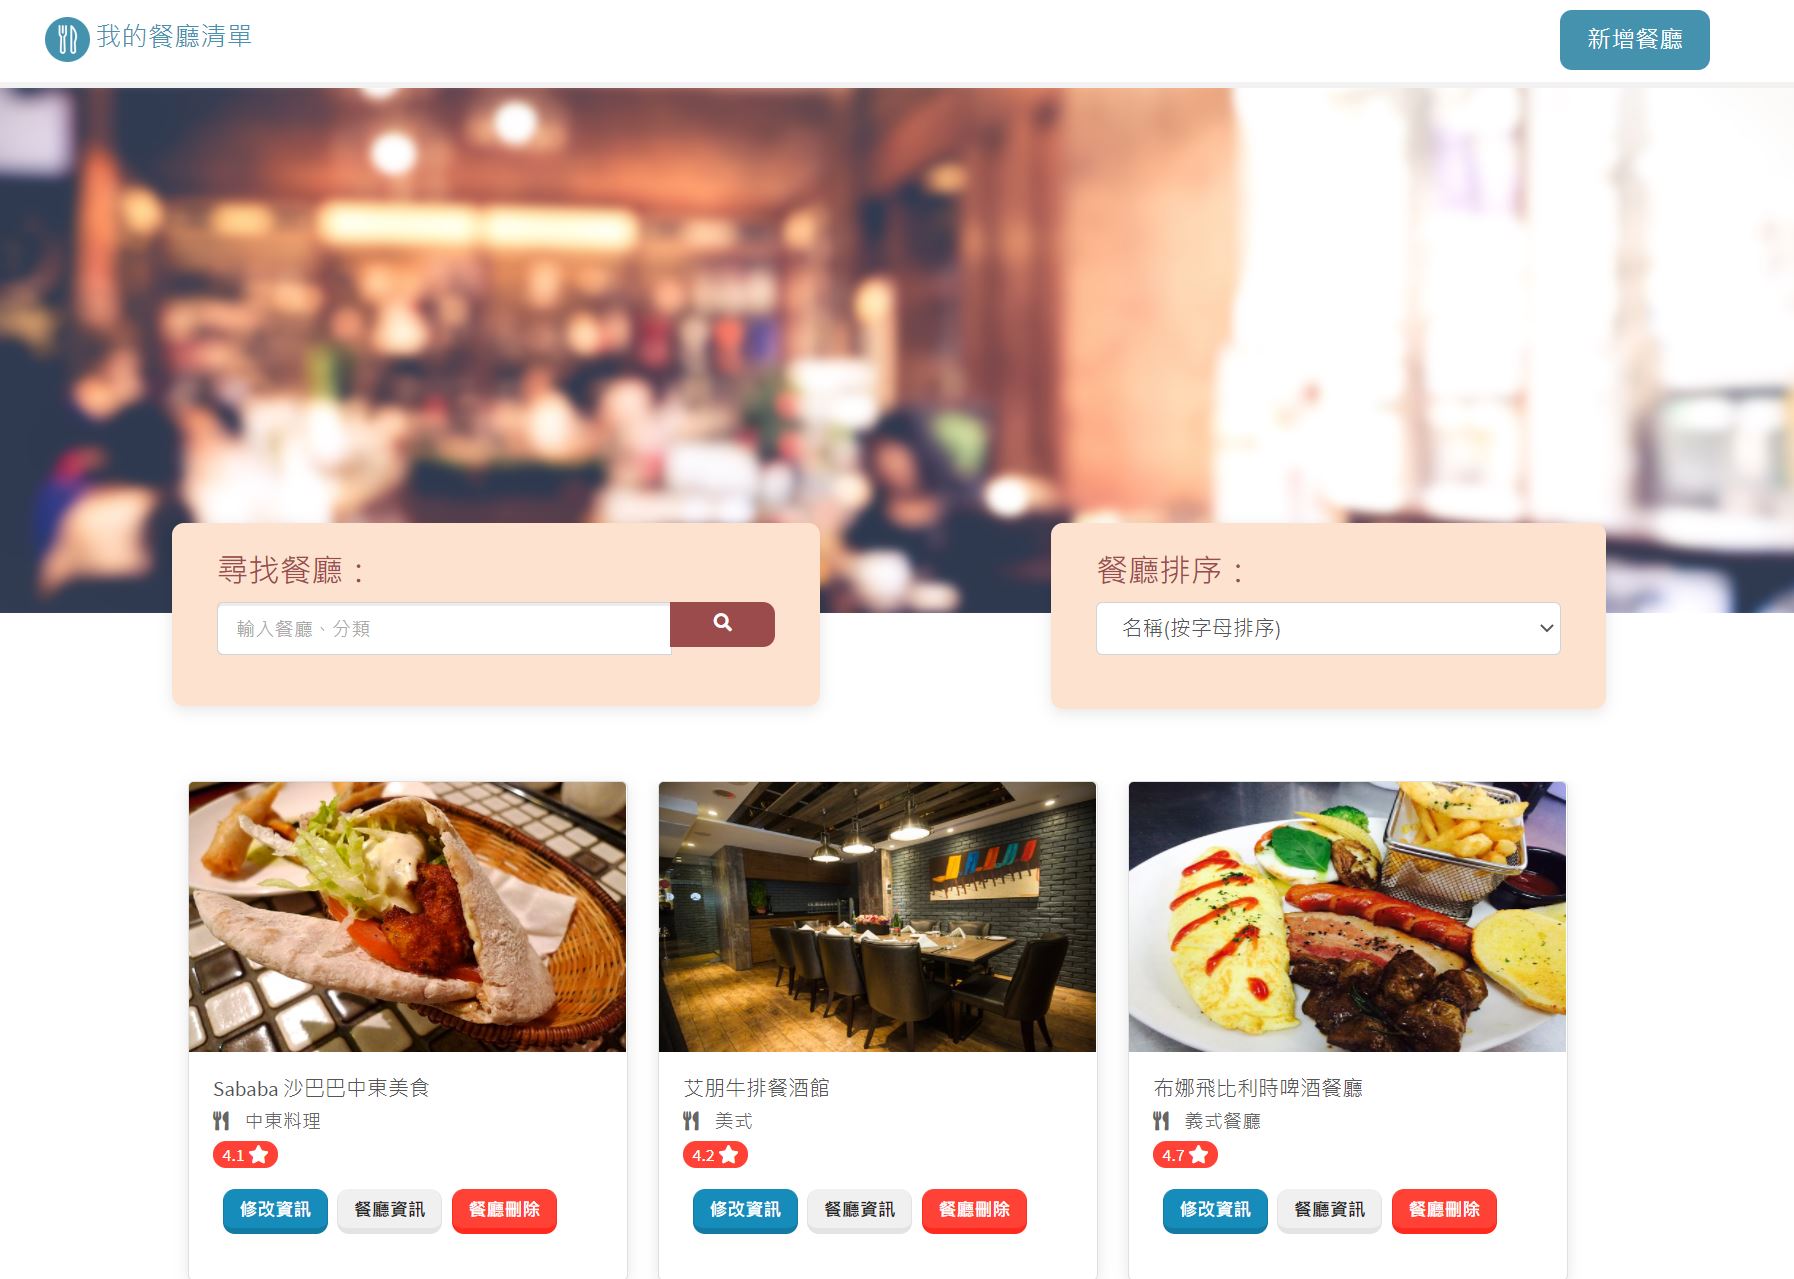 我的餐廳清單
新增餐廳
尋找餐廳：
輸入餐廳、分類
餐廳排序：
名稱(按字母排序)
Sababa 沙巴巴中東美食
中東料理
4.1
修改資訊 餐廳資訊 餐廳刪除
艾朋牛排餐酒館
美式
4.2
修改資訊 餐廳資訊 餐廳刪除
布娜飛比利時啤酒餐廳
義式餐廳
4.7
修改資訊 餐廳資訊 餐廳刪除